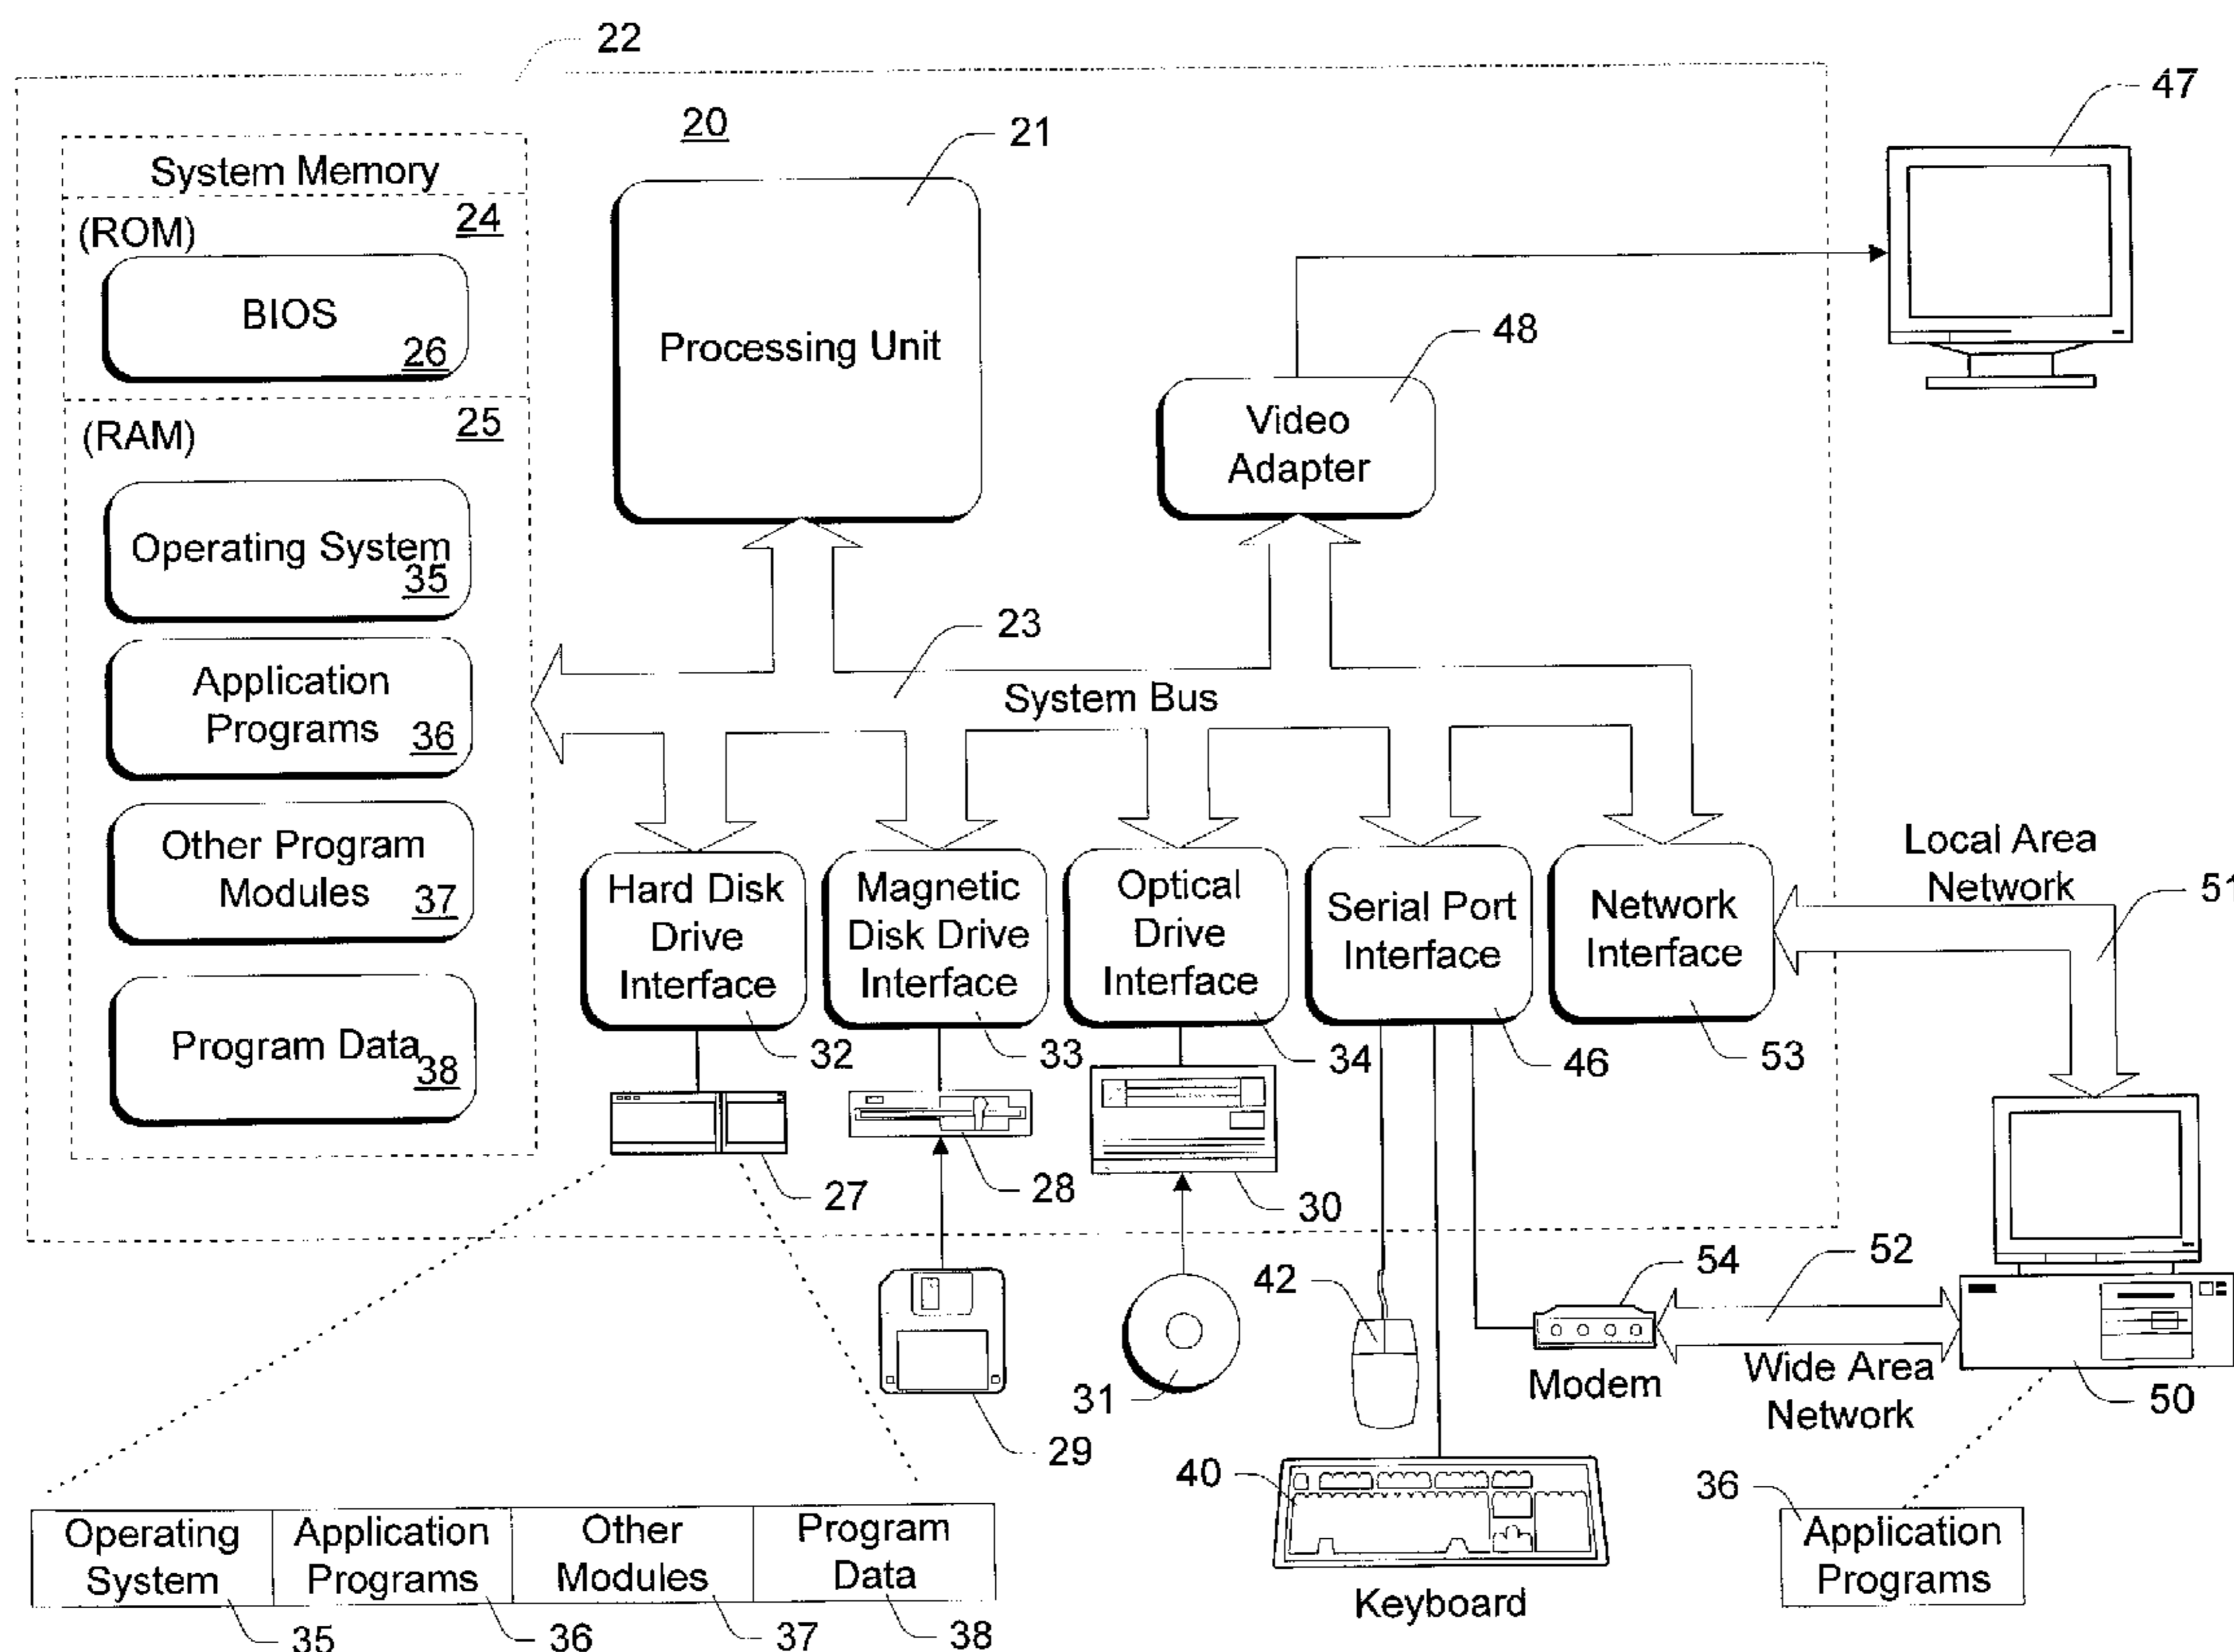 22
20
21
47
System Memory
(ROM)
24
BIOS
26
(RAM)
25
Operating System
35
Application
Programs
36
Other Program
Modules
37
Program Data
38
Processing Unit
48
Video
Adapter
23
System Bus
Hard Disk
Drive
Interface
32
Magnetic
Disk Drive
Interface
33
Optical
Drive
Interface
34
Serial Port
Interface
46
Network
Interface
53
Local Area
Network
51
27
28
30
29
31
42
54
Modem
52
Wide Area
Network
50
40
Keyboard
36
Application
Programs
Operating
System
35
Application
Programs
36
Other
Modules
37
Program
Data
38